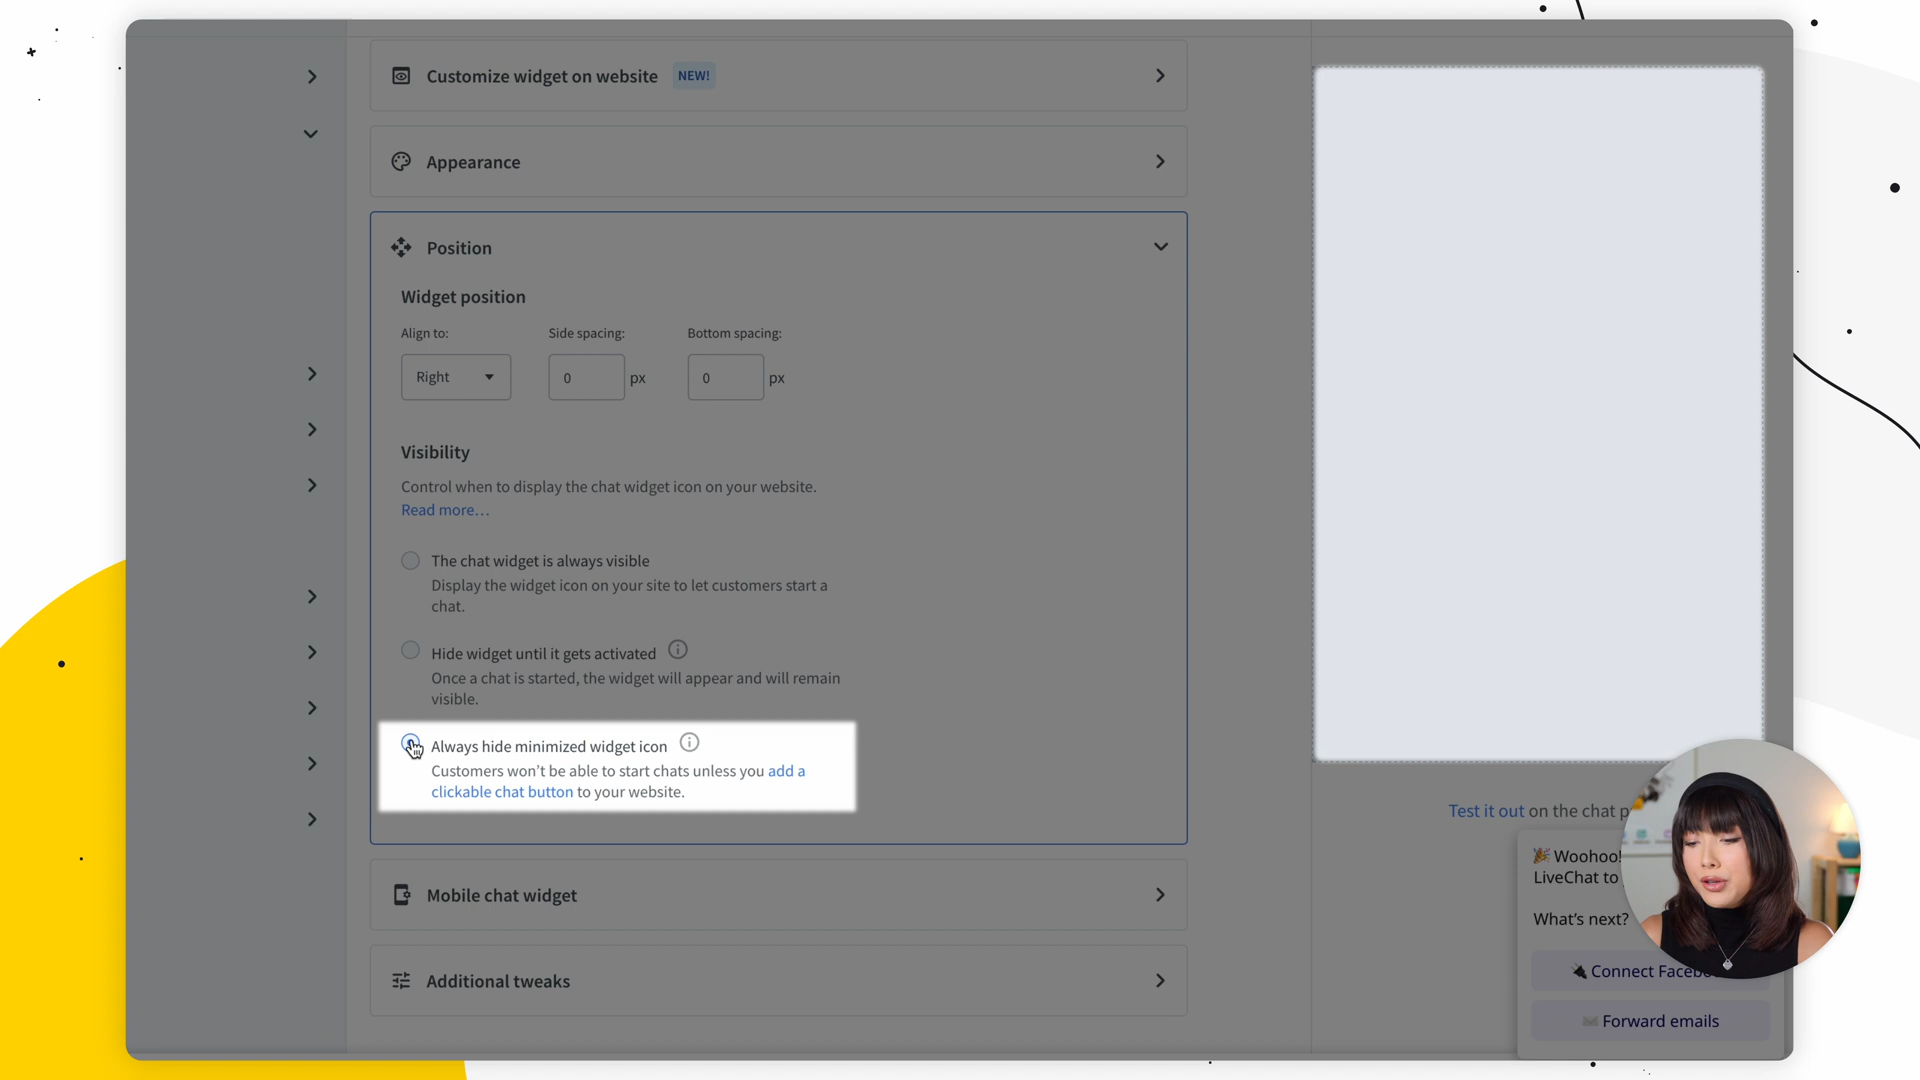 Customize widget on website NEW!
Appearance
Position
Widget position
Align to: Side spacing: Bottom spacing:
Right 0 px 0 px
Visibility
Control when to display the chat widget icon on your website.
Read more…
The chat widget is always visible
Display the widget icon on your site to let customers start a
chat.
Hide widget until it gets activated
Once a chat is started, the widget will appear and will remain
visible.
Always hide minimized widget icon
Customers won’t be able to start chats unless you add a
clickable chat button to your website.
Mobile chat widget
Additional tweaks
Test it out on the chat
Woohoo!
LiveChat to
What’s next?
Connect
Forward emails